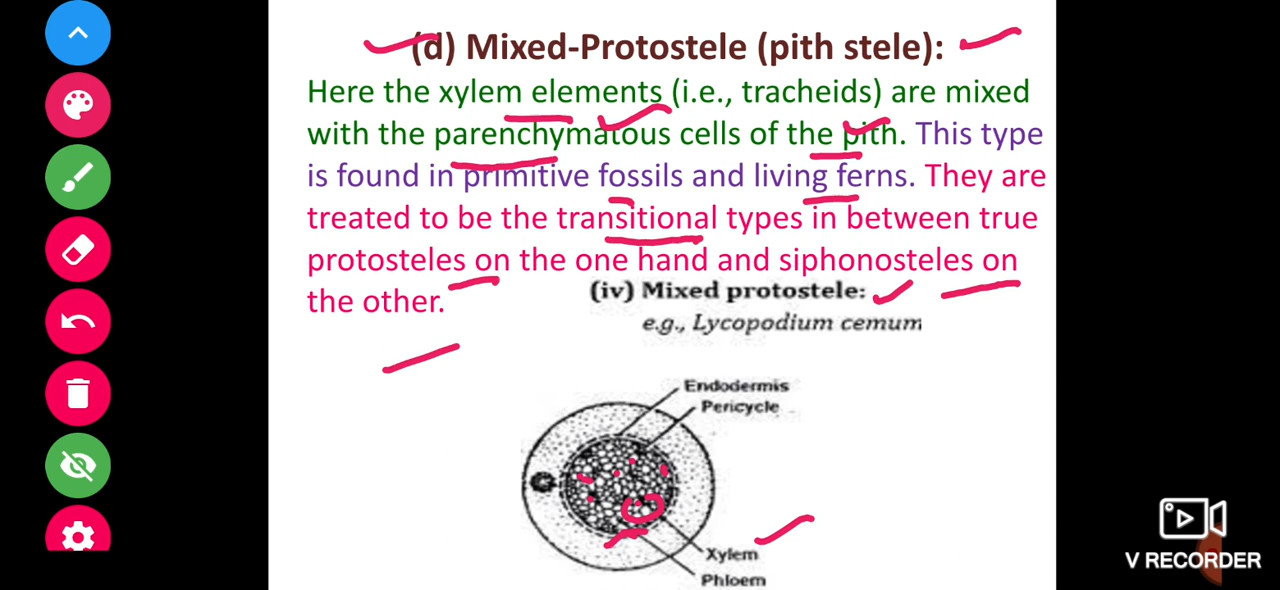 (d) Mixed-Protostele (pith stele):
Here the xylem elements (i.e., tracheids) are mixed
with the parenchymatous cells of the pith. This type
is found in primitive fossils and living ferns. They are
treated to be the transitional types in between true
protosteles on the one hand and siphonosteles on
the other.
(iv) Mixed protostele:
e.g., Lycopodium cemum
Endodermis
Pericycle
Xylem
Phloem
V RECORDER